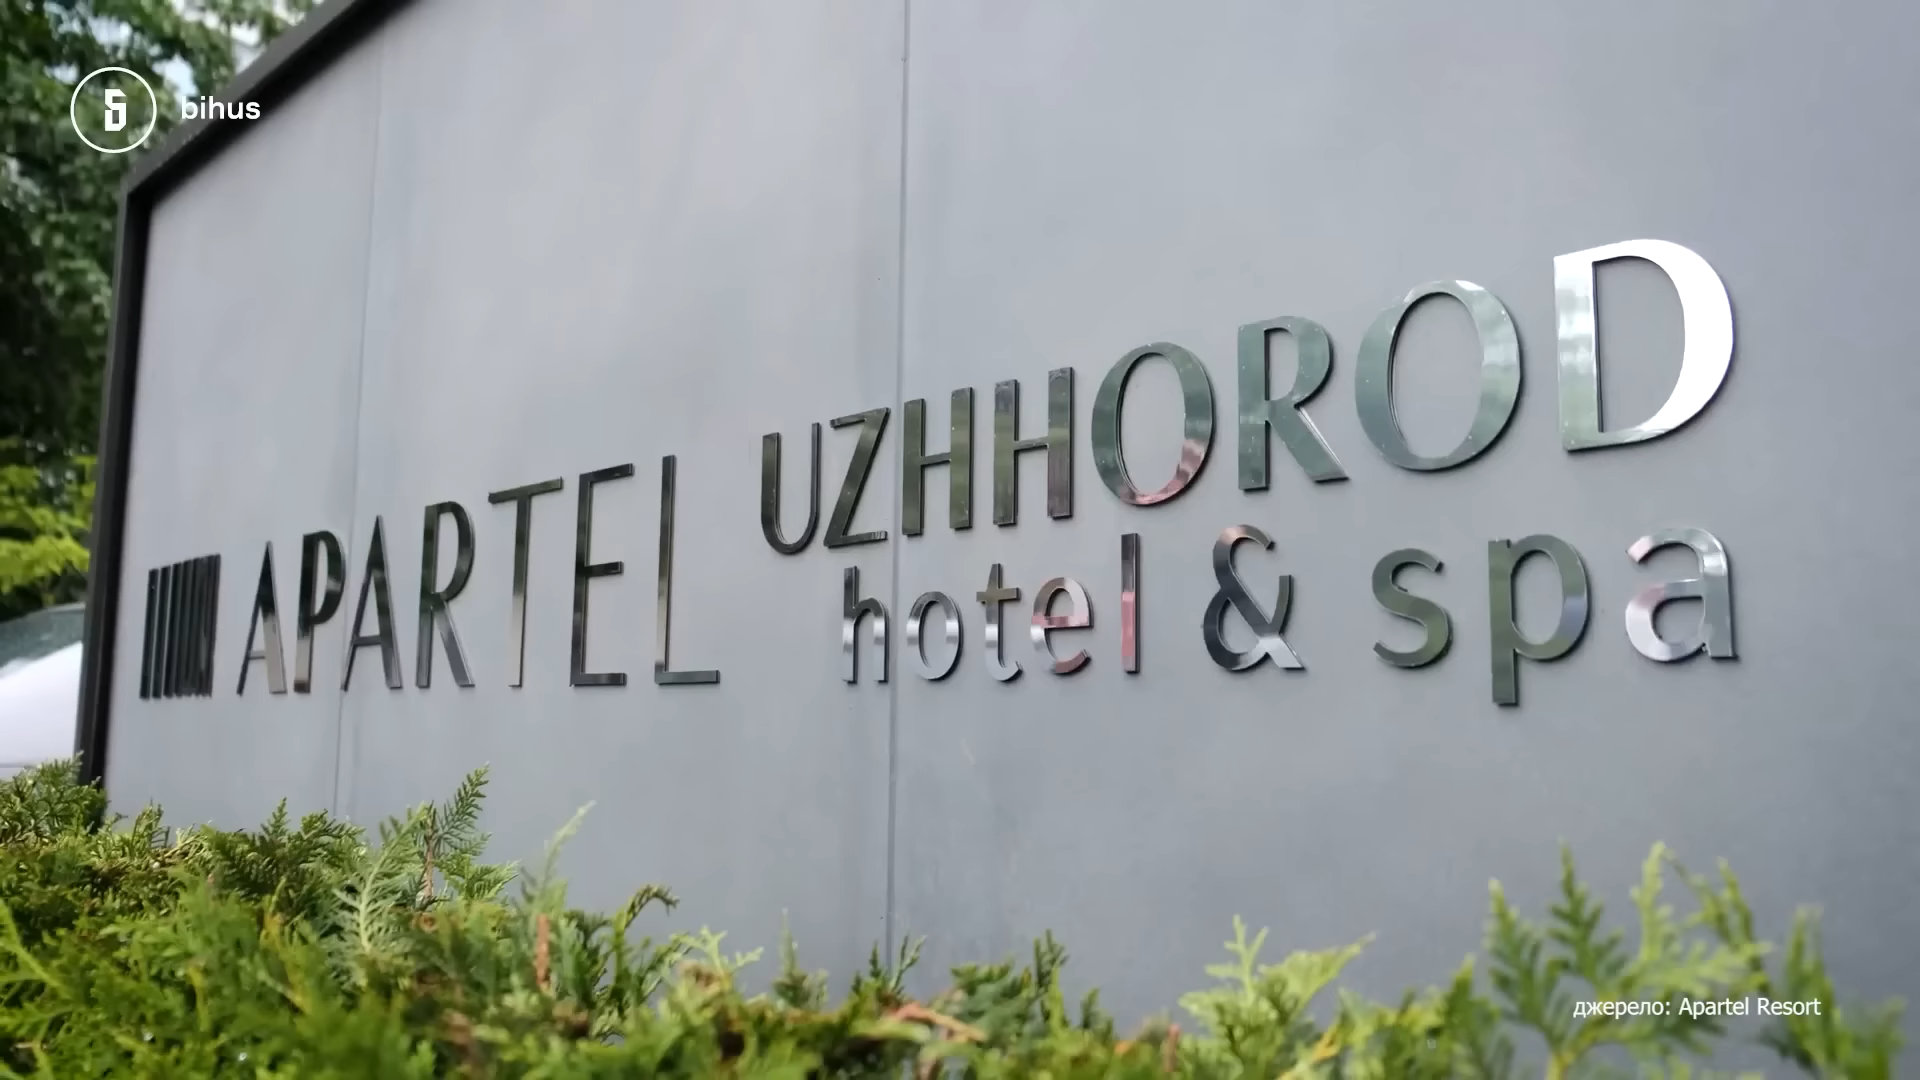 bihus
APARTEL UZHHOROD
hotel & spa
джерело: Apartel Resort